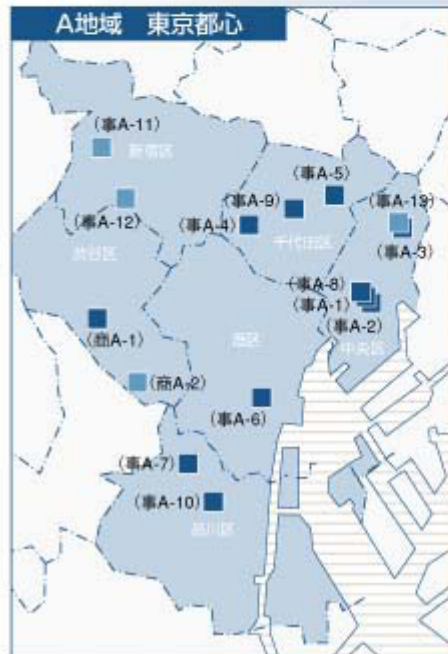 A地域 東京都心
(事A-11)
新宿区
(事A-5)
(事A-9)
(事A-13)
(事A-12)
(事A-4)
千代田区
(事A-3)
渋谷区
(事A-8)
(事A-1)
(商A-1)
(事A-2)
港区
中央区
(商A-2)
(事A-6)
(事A-7)
(事A-10)
品川区